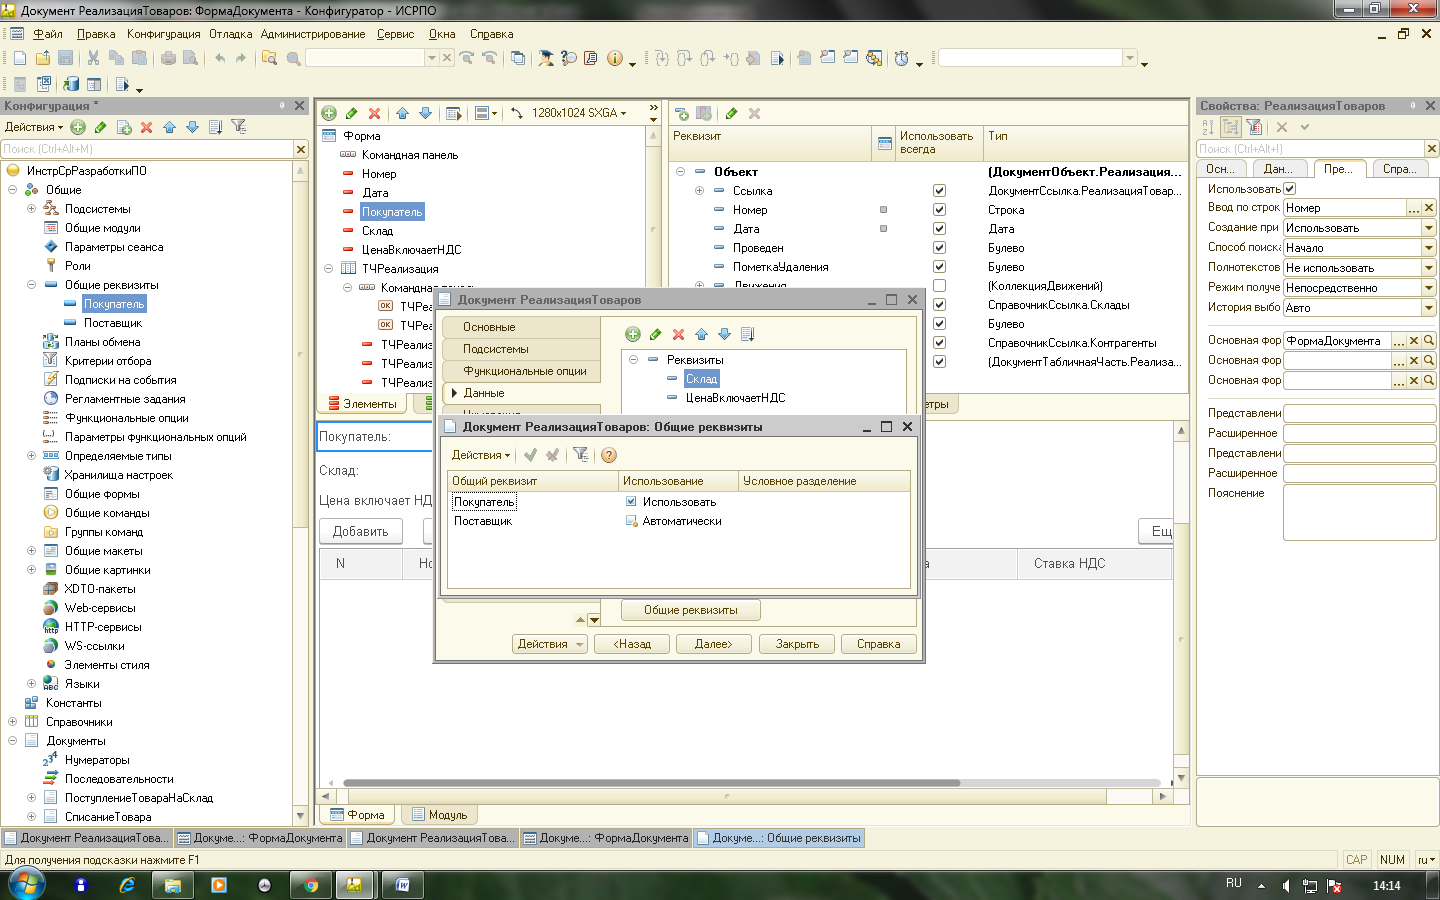 Документ РеализацияТоваров: ФормаДокумента - Конфигуратор - ИСРПО
Файл Правка Конфигурация Отладка Администрирование Сервис Окна Справка
Конфигурация *
Действия
Поиск (Ctrl+Alt+M)
ИнстрСрРазработкиПО
Общие
Подсистемы
Общие модули
Параметры сеанса
Роли
Общие реквизиты
Покупатель
Поставщик
Планы обмена
Критерии отбора
Подписки на события
Регламентные задания
Функциональные опции
Параметры функциональных опций
Определяемые типы
Хранилища настроек
Общие формы
Общие команды
Группы команд
Общие макеты
Общие картинки
XDTO-пакеты
Web-сервисы
HTTP-сервисы
WS-ссылки
Элементы стиля
Языки
Константы
Справочники
Документы
Нумераторы
Последовательности
ПоступлениеТовараНаСклад
СписаниеТовара
1280x1024 SXGA
Форма
Командная панель
Номер
Дата
Покупатель
Склад
ЦенаВключаетНДС
ТЧРеализация
Командная
ТЧРе
ТЧРе
ТЧРеализ
ТЧРеализ
ТЧРеализ
Элементы
Реквизит Использовать всегда Тип
Объект (ДокументОбъект.Реализация...
Ссылка ДокументСсылка.РеализацияТовар...
Номер Строка
Дата Дата
Проведен Булево
ПометкаУдаления Булево
(КоллекцияДвижений)
СправочникСсылка.Склады
Булево
СправочникСсылка.Контрагенты
(ДокументТабличнаяЧасть.Реализа...
етры
Покупатель:
Склад:
Цена включает НД
Добавить
Ещ
N Но а Ставка НДС
Форма Модуль
Документ РеализацияТоваров
Основные
Подсистемы
Функциональные опции
Данные
Реквизиты
Склад
ЦенаВключаетНДС
Документ РеализацияТоваров: Общие реквизиты
Действия
Общий реквизит Использование Условное разделение
Покупатель Использовать
Поставщик Автоматически
Общие реквизиты
Действия <Назад Далее> Закрыть Справка
Свойства: РеализацияТоваров
Поиск (Ctrl+Alt+I)
Осн... Дан... Пре... Спра...
Использовать
Ввод по строк Номер
Создание при Использовать
Способ поиска Начало
Полнотекстов Не использовать
Режим получе Непосредственно
История выбо Авто
Основная фор ФормаДокумента
Основная фор
Основная фор
Представлени
Расширенное
Представлени
Расширенное
Пояснение
Документ РеализацияТова... Докуме...: ФормаДокумента Документ РеализацияТова... Докуме...: ФормаДокумента Докуме...: Общие реквизиты
Для получения подсказки нажмите F1
CAP NUM ru
RU 14:14